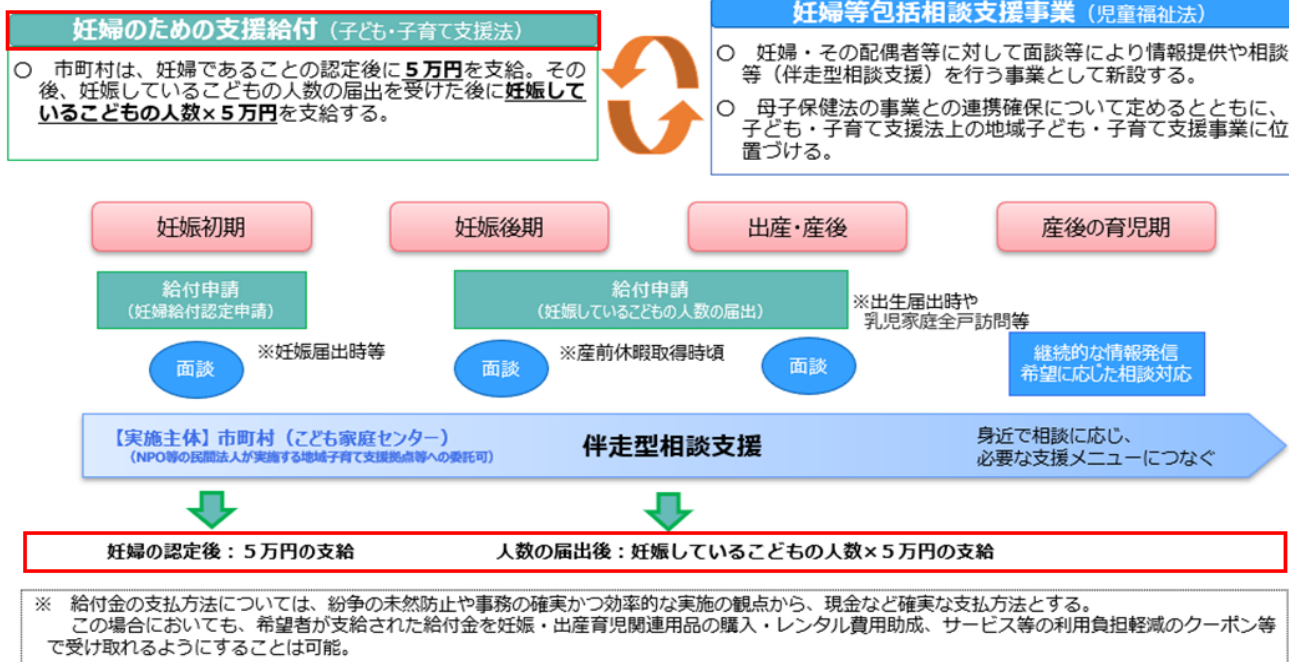 妊婦のための支援給付（子ども・子育て支援法）
○　市町村は、妊婦であることの認定後に５万円を支給。その
後、妊娠しているこどもの人数の届出を受けた後に妊娠して
いるこどもの人数×５万円を支給する。
妊婦等包括相談支援事業（児童福祉法）
○　妊婦・その配偶者等に対して面談等により情報提供や相談
等（伴走型相談支援）を行う事業として新設する。
○　母子保健法の事業との連携確保について定めるとともに、
子ども・子育て支援法上の地域子ども・子育て支援事業に位
置づける。
妊娠初期
妊娠後期
出産・産後
産後の育児期
給付申請
（妊婦給付認定申請）
給付申請
（妊娠しているこどもの人数の届出）
※出生届出時や
乳児家庭全戸訪問等
面談
※妊娠届出時等
面談
※産前休暇取得時頃
面談
継続的な情報発信
希望に応じた相談対応
【実施主体】市町村（こども家庭センター）
（NPO等の民間法人が実施する地域子育て支援拠点等への委託可）
伴走型相談支援
身近で相談に応じ、
必要な支援メニューにつなぐ
妊婦の認定後：５万円の支給
人数の届出後：妊娠しているこどもの人数×５万円の支給
※　給付金の支払方法については、紛争の未然防止や事務の確実かつ効率的な実施の観点から、現金など確実な支払方法とする。
この場合においても、希望者が支給された給付金を妊娠・出産育児関連用品の購入・レンタル費用助成、サービス等の利用負担軽減のクーポン等
で受け取れるようにすることは可能。